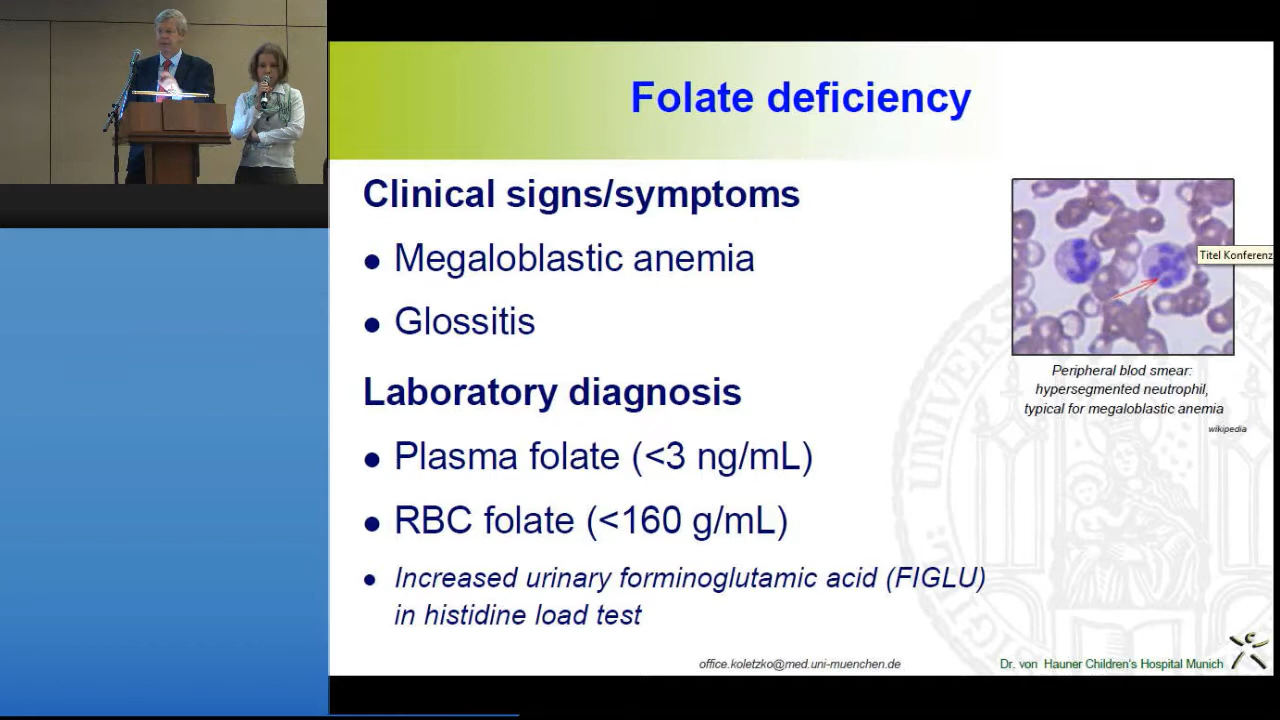 Folate deficiency
Clinical signs/symptoms
● Megaloblastic anemia
● Glossitis
Laboratory diagnosis
● Plasma folate (<3 ng/mL)
● RBC folate (<160 g/mL)
● Increased urinary forminoglutamic acid (FIGLU)
in histidine load test
Titel Konferenz
Peripheral blod smear:
hypersegmented neutrophil,
typical for megaloblastic anemia
wikipedia
office.koletzko@med.uni-muenchen.de
Dr. von Hauner Children's Hospital Munich